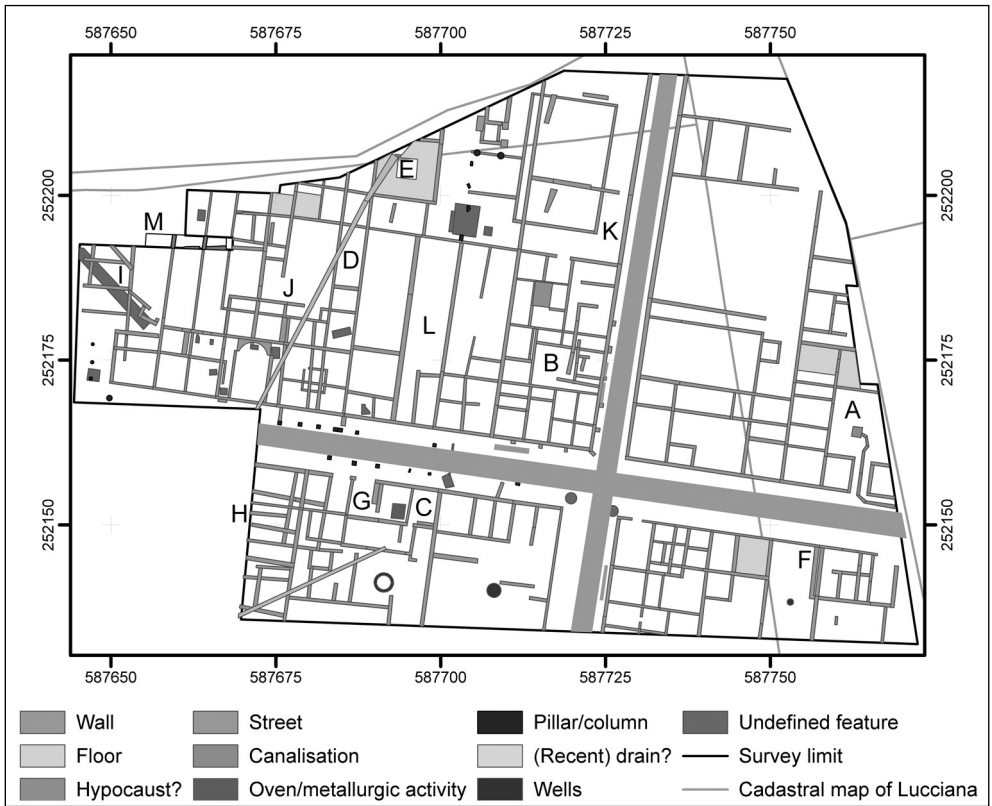 587650 587675 587700 587725 587750
252200 252200
252175 252175
252150 252150
E
M
K
D
I
J
L
B
A
H
G
C
F
587650 587675 587700 587725 587750
Wall Street Pillar/column Undefined feature
Floor Canalisation (Recent) drain? Survey limit
Hypocaust? Oven/metallurgic activity Wells Cadastral map of Lucciana